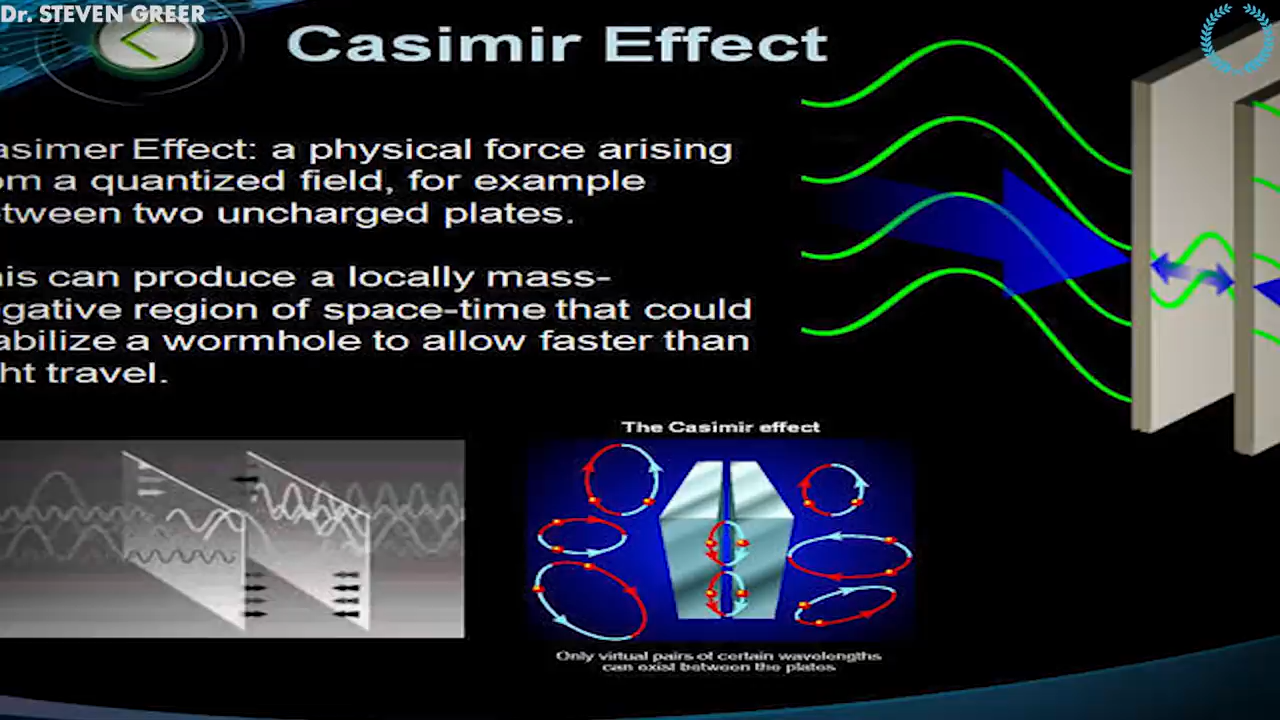 Dr. STEVEN GREER
Casimir Effect
asimer Effect: a physical force arising
om a quantized field, for example
tween two uncharged plates.
is can produce a locally mass-
gative region of space-time that could
abilize a wormhole to allow faster than
ht travel.
The Casimir effect
Only virtual pairs of certain wavelengths
can exist between the plates